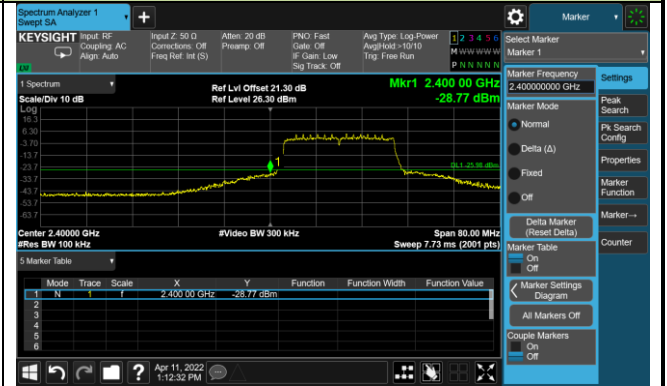 Spectrum Analyzer 1
Swept SA
+
Marker
KEYSIGHT Input: RF Input Z: 50 Ω Atten: 20 dB PNO: Fast Avg Type: Log-Power 1 2 3 4 5 6
Coupling: AC Corrections: Off Preamp: Off Gate: Off Avg|Hold:>10/10 M W W W W W
Align: Auto Freq Ref: Int (S) IF Gain: Low Trig: Free Run
Sig Track: Off P N N N N N
LXI
Select Marker
Marker 1
1 Spectrum
Ref Lvl Offset 21.30 dB Mkr1 2.400 00 GHz
Scale/Div 10 dB Ref Level 26.30 dBm -28.77 dBm
Log
16.3
6.30
-3.70
-13.7
-23.7
-33.7
-43.7
-53.7
-63.7
1
DL1 -25.98 dBm
Center 2.40000 GHz #Video BW 300 kHz Span 80.00 MHz
#Res BW 100 kHz Sweep 7.73 ms (2001 pts)
5 Marker Table
Mode Trace Scale X Y Function Function Width Function Value
1 N 1 f 2.400 00 GHz -28.77 dBm
2
3
4
5
6
Marker Frequency
2.400000000 GHz
Marker Mode
Normal
Delta (Δ)
Fixed
Off
Delta Marker
(Reset Delta)
Marker Table
On
Off
Marker Settings
Diagram
All Markers Off
Couple Markers
On
Off
Settings
Peak
Search
Pk Search
Config
Properties
Marker
Function
Marker→
Counter
?
Apr 11, 2022
1:12:32 PM